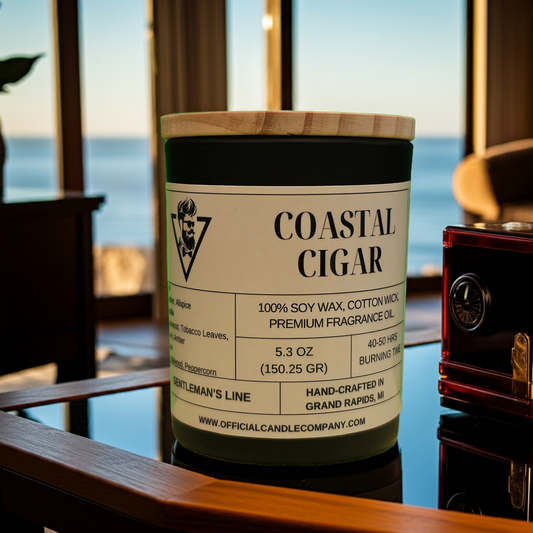 COASTAL
CIGAR
Allspice
Tobacco Leaves,
Amber
Peppercorn
100% SOY WAX, COTTON WICK,
PREMIUM FRAGRANCE OIL
5.3 OZ
(150.25 GR)
40-50 HRS
BURNING TIME
GENTLEMAN'S LINE
HAND-CRAFTED IN
GRAND RAPIDS, MI
WWW.OFFICIALCANDLECOMPANY.COM